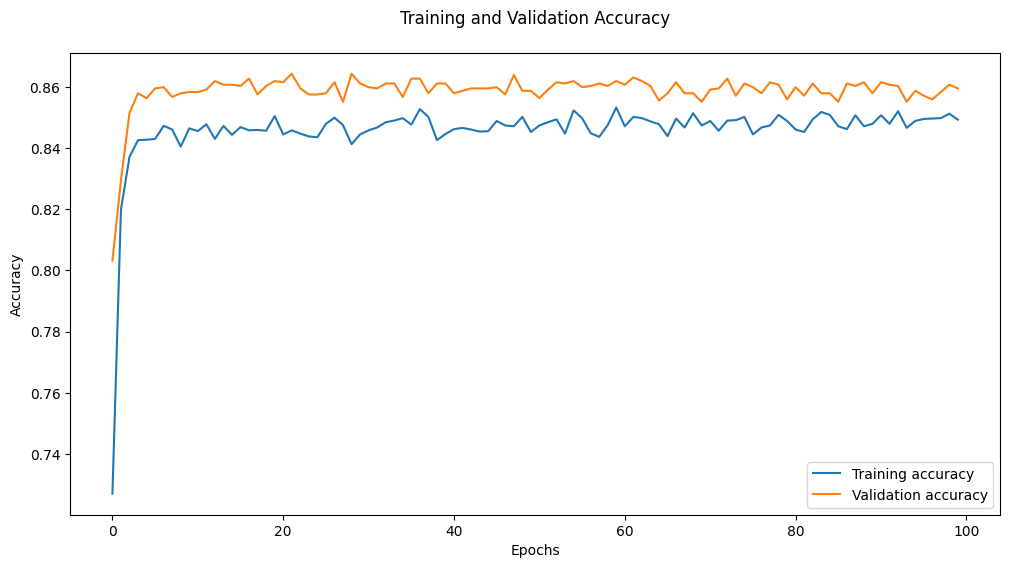 Training and Validation Accuracy
Accuracy
0.86
0.84
0.82
0.80
0.78
0.76
0.74
Training accuracy
Validation accuracy
0
20
40
60
80
100
Epochs